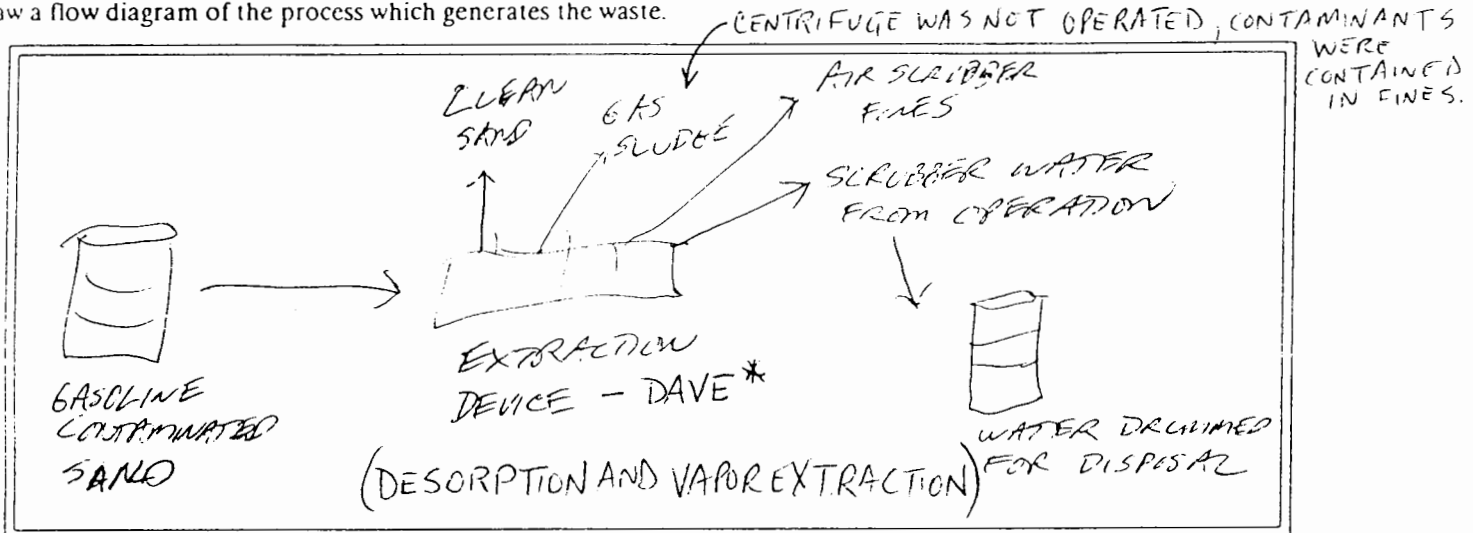 aw a flow diagram of the process which generates the waste.
CENTRIFUGE WAS NOT OPERATED, CONTAMINANTS
WERE
CONTAINED
IN FINES.
CLEAN
SAND
GAS
SLUDGE
AIR SCRUBBER
FINES
SCRUBBER WATER
FROM OPERATION
GASOLINE
CONTAMINATED
SAND
EXTRACTION
DEVICE - DAVE*
(DESORPTION AND VAPOR EXTRACTION)
WATER DRUMMED
FOR DISPOSAL